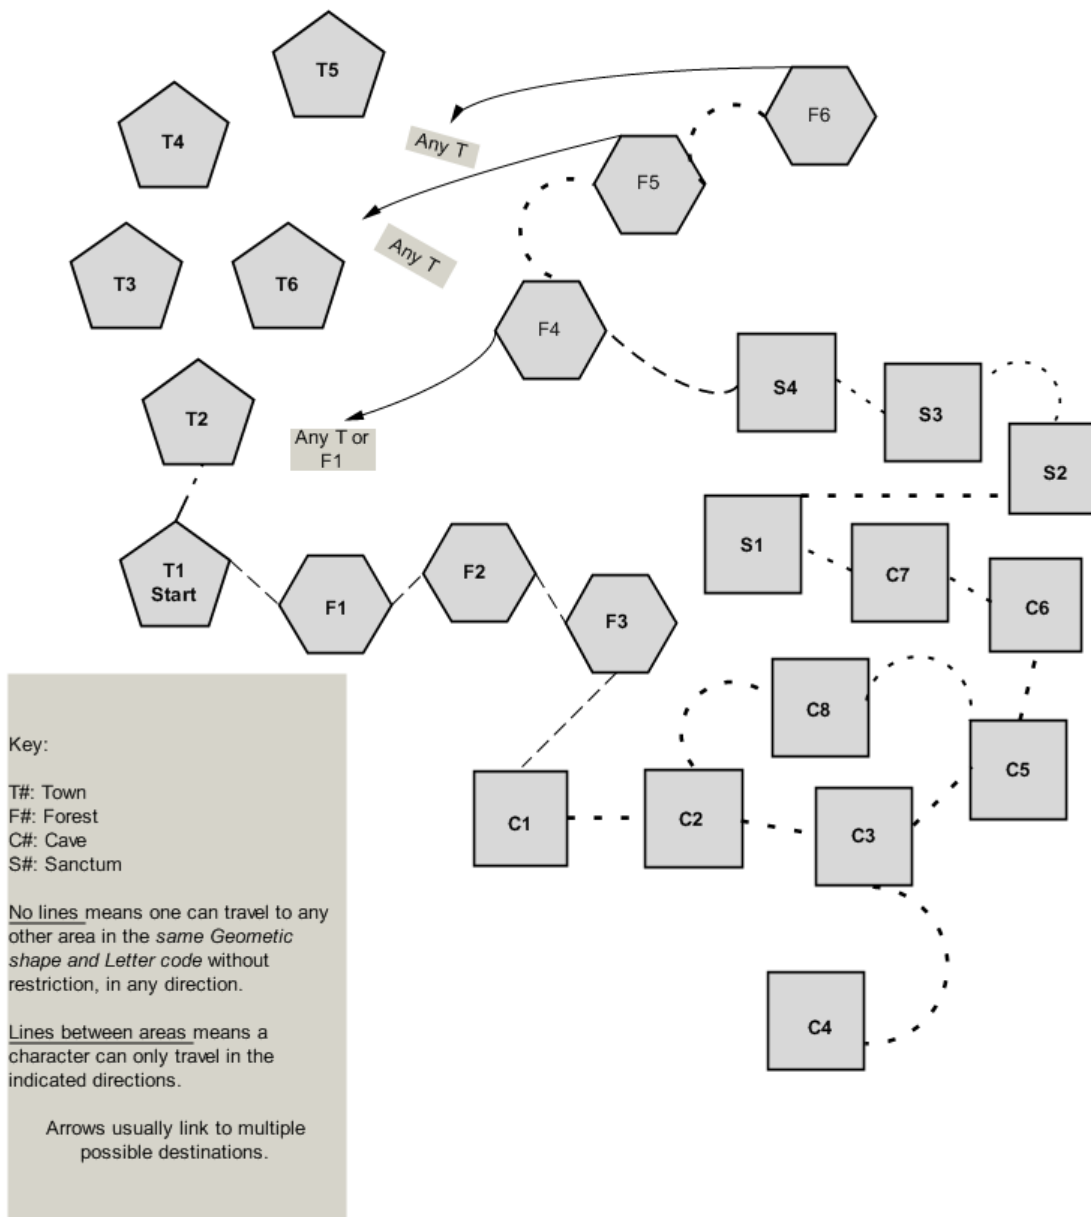 T5
F6
Any T
T4
F5
Any T
T3
T6
F4
S4
S3
T2
Any T or
F1
S2
S1
T1
Start
F1
F2
F3
C7
C6
C8
C5
C1
C2
C3
C4
Key:
T#: Town
F#: Forest
C#: Cave
S#: Sanctum
No lines means one can travel to any
other area in the same Geometic
shape and Letter code without
restriction, in any direction.
Lines between areas means a
character can only travel in the
indicated directions.
Arrows usually link to multiple
possible destinations.